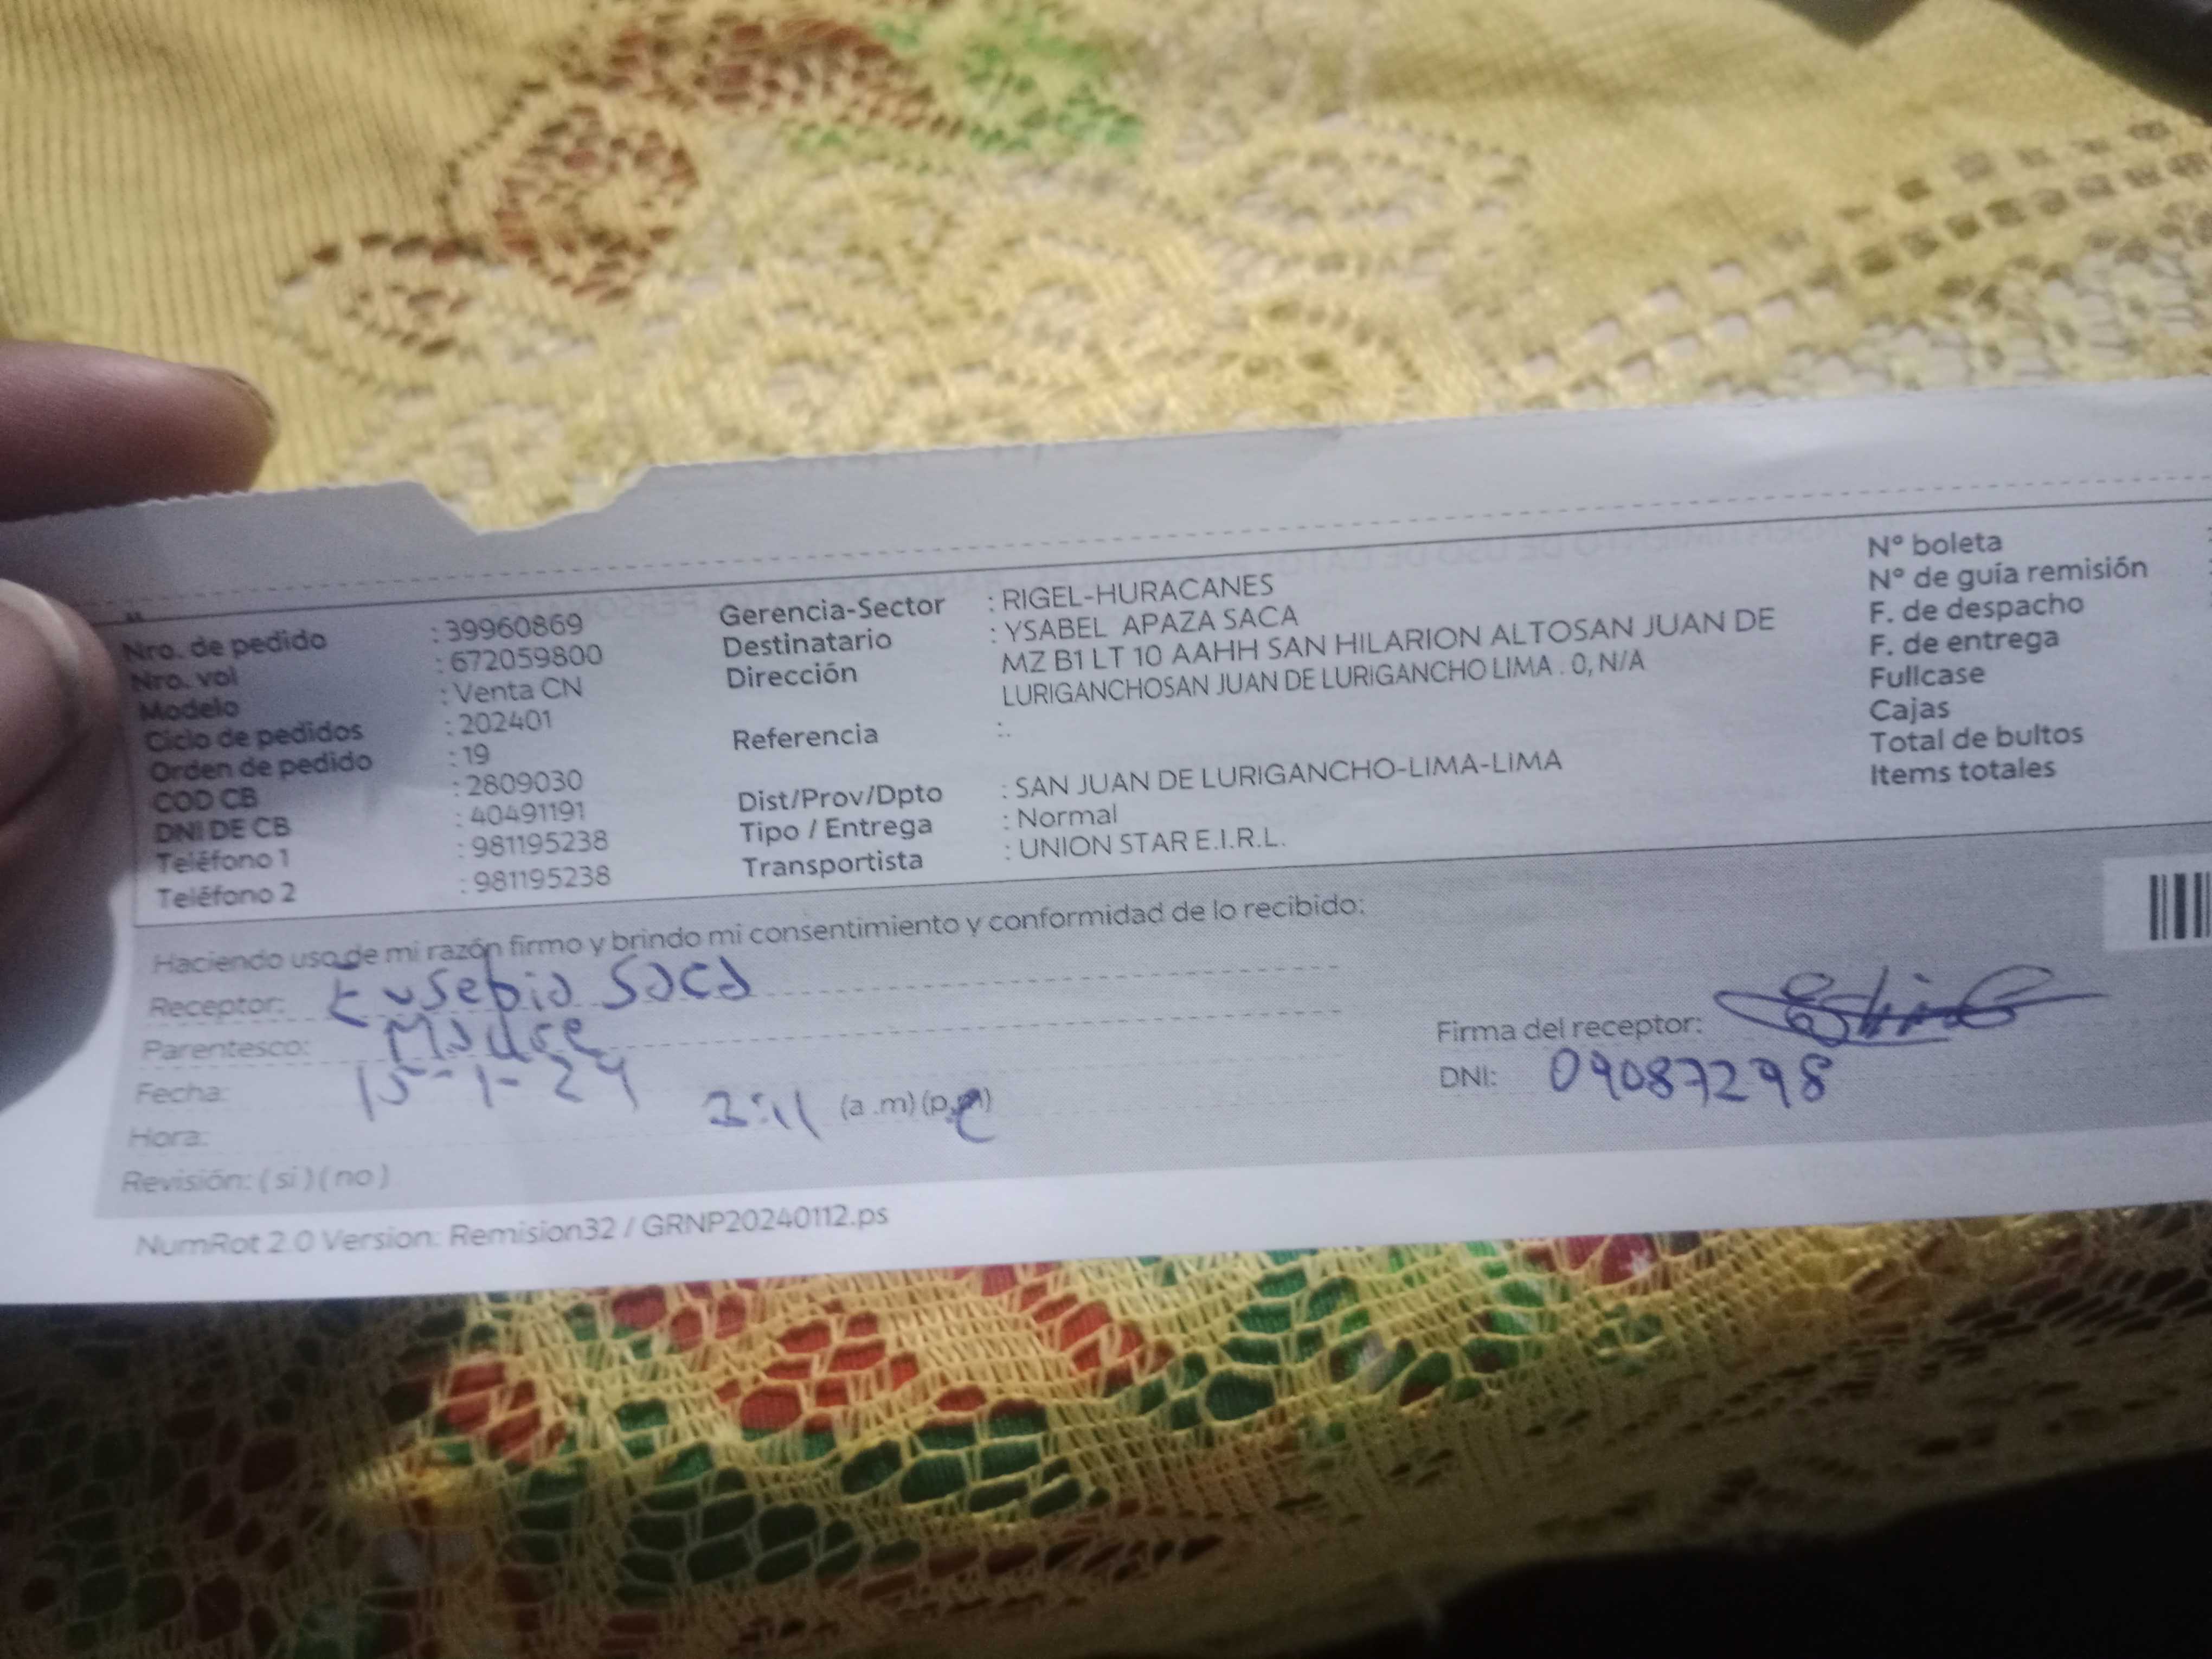 Nro. de pedido : 39960869
Nro. vol : 672059800
Modelo : Venta CN
Ciclo de pedidos : 202401
Orden de pedido : 19
COD CB : 2809030
DNI DE CB : 40491191
Teléfono 1 : 981195238
Teléfono 2 : 981195238
Gerencia-Sector : RIGEL-HURACANES
Destinatario : YSABEL APAZA SACA
Dirección : MZ B1 LT 10 AAHH SAN HILARION ALTOSAN JUAN DE
LURIGANCHOSAN JUAN DE LURIGANCHO LIMA . 0, N/A
Referencia :.
Dist/Prov/Dpto : SAN JUAN DE LURIGANCHO-LIMA-LIMA
Tipo / Entrega : Normal
Transportista : UNION STAR E.I.R.L.
N° boleta
N° de guía remisión
F. de despacho
F. de entrega
Fullcase
Cajas
Total de bultos
Items totales
Haciendo uso de mi razón firmo y brindo mi consentimiento y conformidad de lo recibido:
Receptor: Eusebia Saca
Parentesco: Madre
Fecha: 15-1-24
Hora: (a .m) (p.m)
Revisión: ( si ) ( no )
Firma del receptor:
DNI: 09087298
NumRot 2.0 Version: Remision32 / GRNP20240112.ps